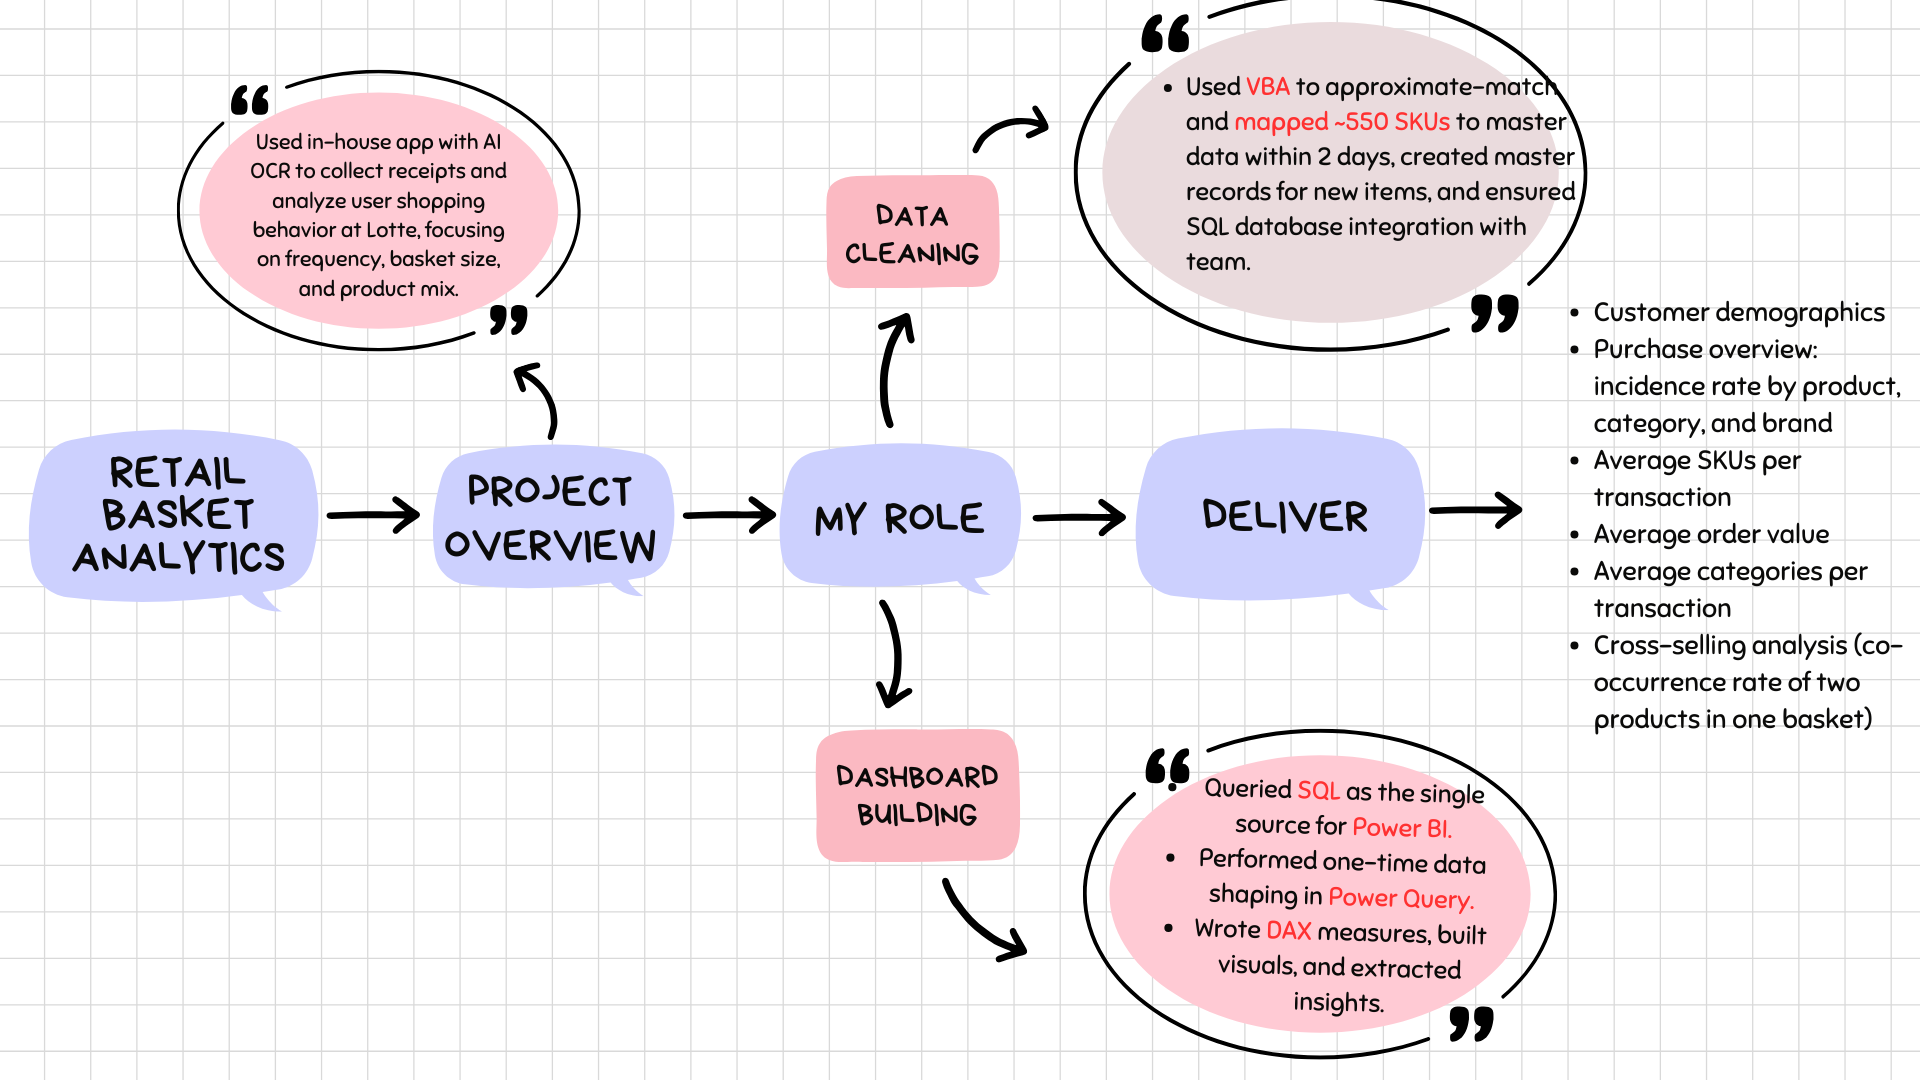 RETAIL
BASKET
ANALYTICS
PROJECT
OVERVIEW
“
Used in-house app with AI
OCR to collect receipts and
analyze user shopping
behavior at Lotte, focusing
on frequency, basket size,
and product mix.
”
MY ROLE
DATA
CLEANING
“
• Used VBA to approximate-match
and mapped ~550 SKUs to master
data within 2 days, created master
records for new items, and ensured
SQL database integration with
team.
”
DASHBOARD
BUILDING
“
• Queried SQL as the single
source for Power BI.
• Performed one-time data
shaping in Power Query.
• Wrote DAX measures, built
visuals, and extracted
insights.
”
DELIVER
• Customer demographics
• Purchase overview:
incidence rate by product,
category, and brand
• Average SKUs per
transaction
• Average order value
• Average categories per
transaction
• Cross-selling analysis (co-
occurrence rate of two
products in one basket)